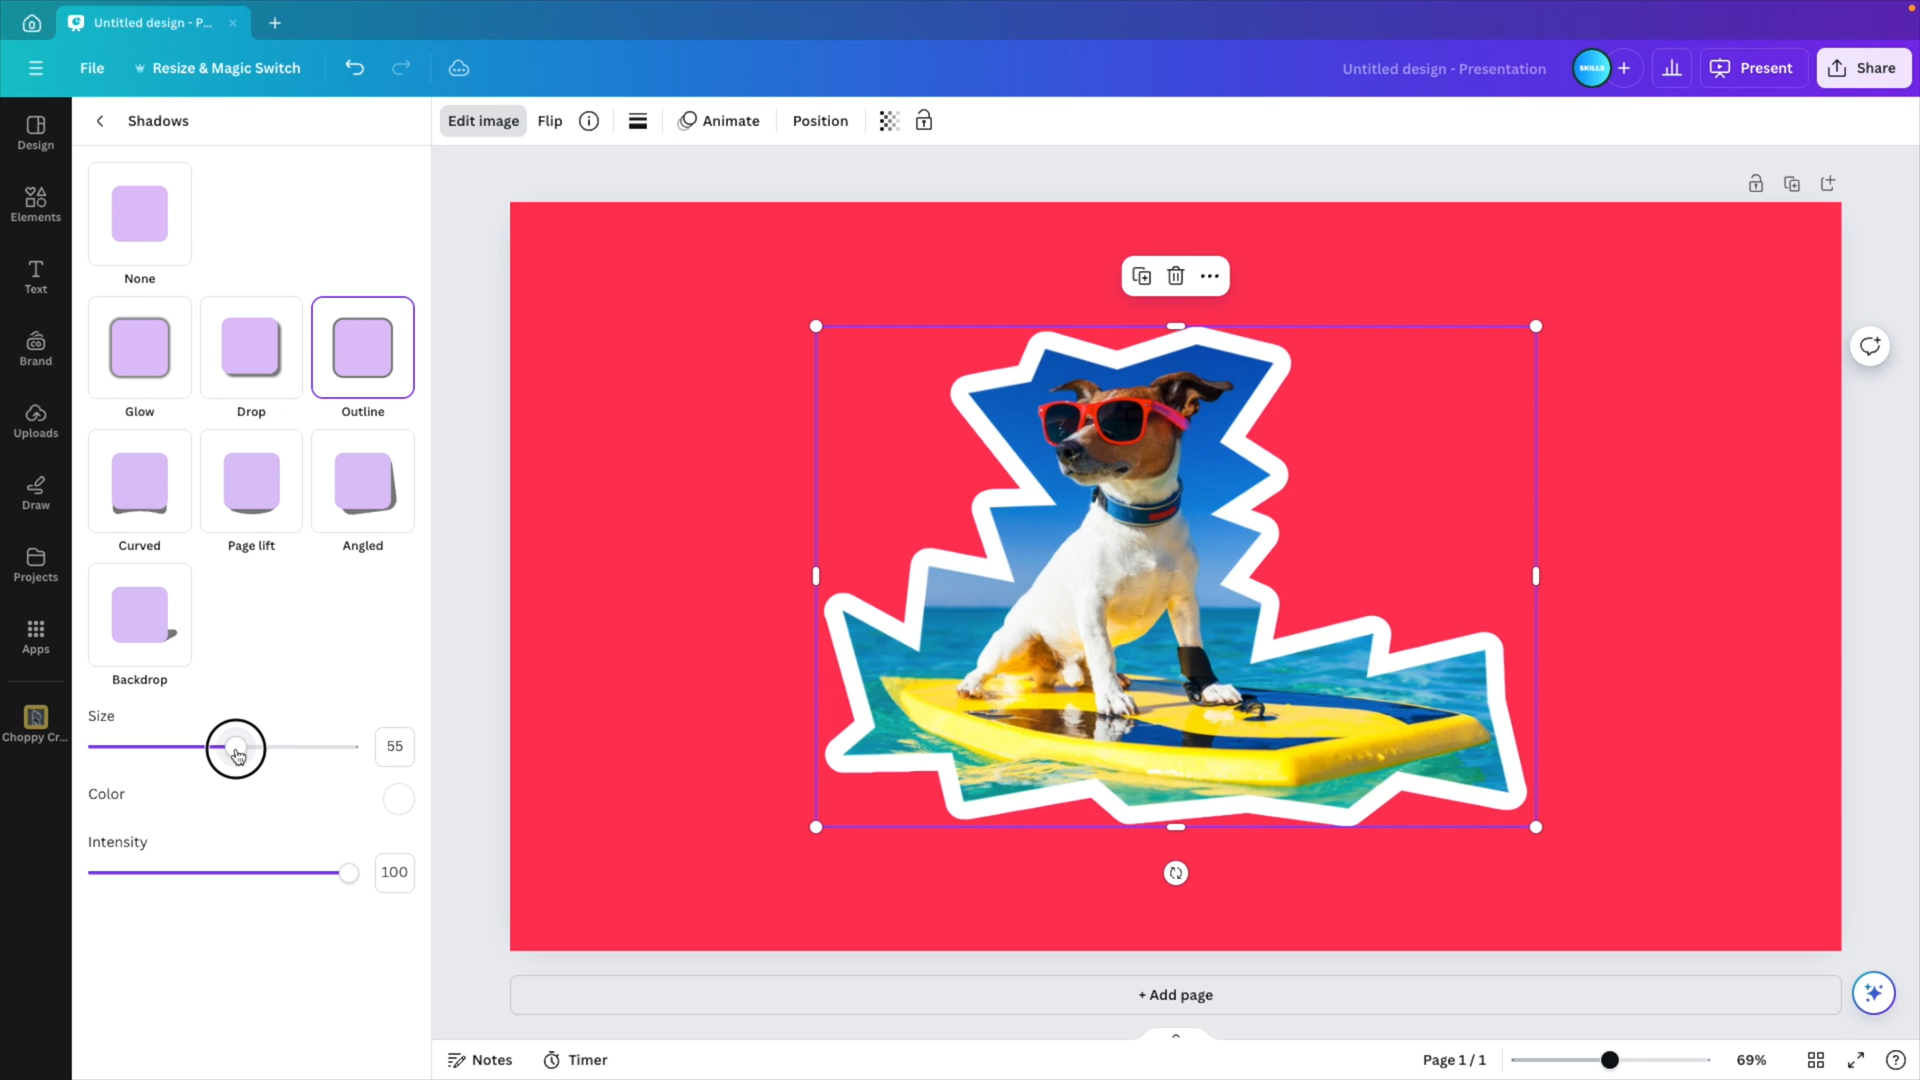 Untitled design - P...
File
Resize & Magic Switch
Untitled design - Presentation
SKILLS
Present
Share
Design
Elements
Text
Brand
Uploads
Draw
Projects
Apps
Choppy Cr...
Shadows
None
Glow
Drop
Outline
Curved
Page lift
Angled
Backdrop
Size
55
Color
Intensity
100
Edit image
Flip
Animate
Position
+ Add page
Notes
Timer
Page 1 / 1
69%